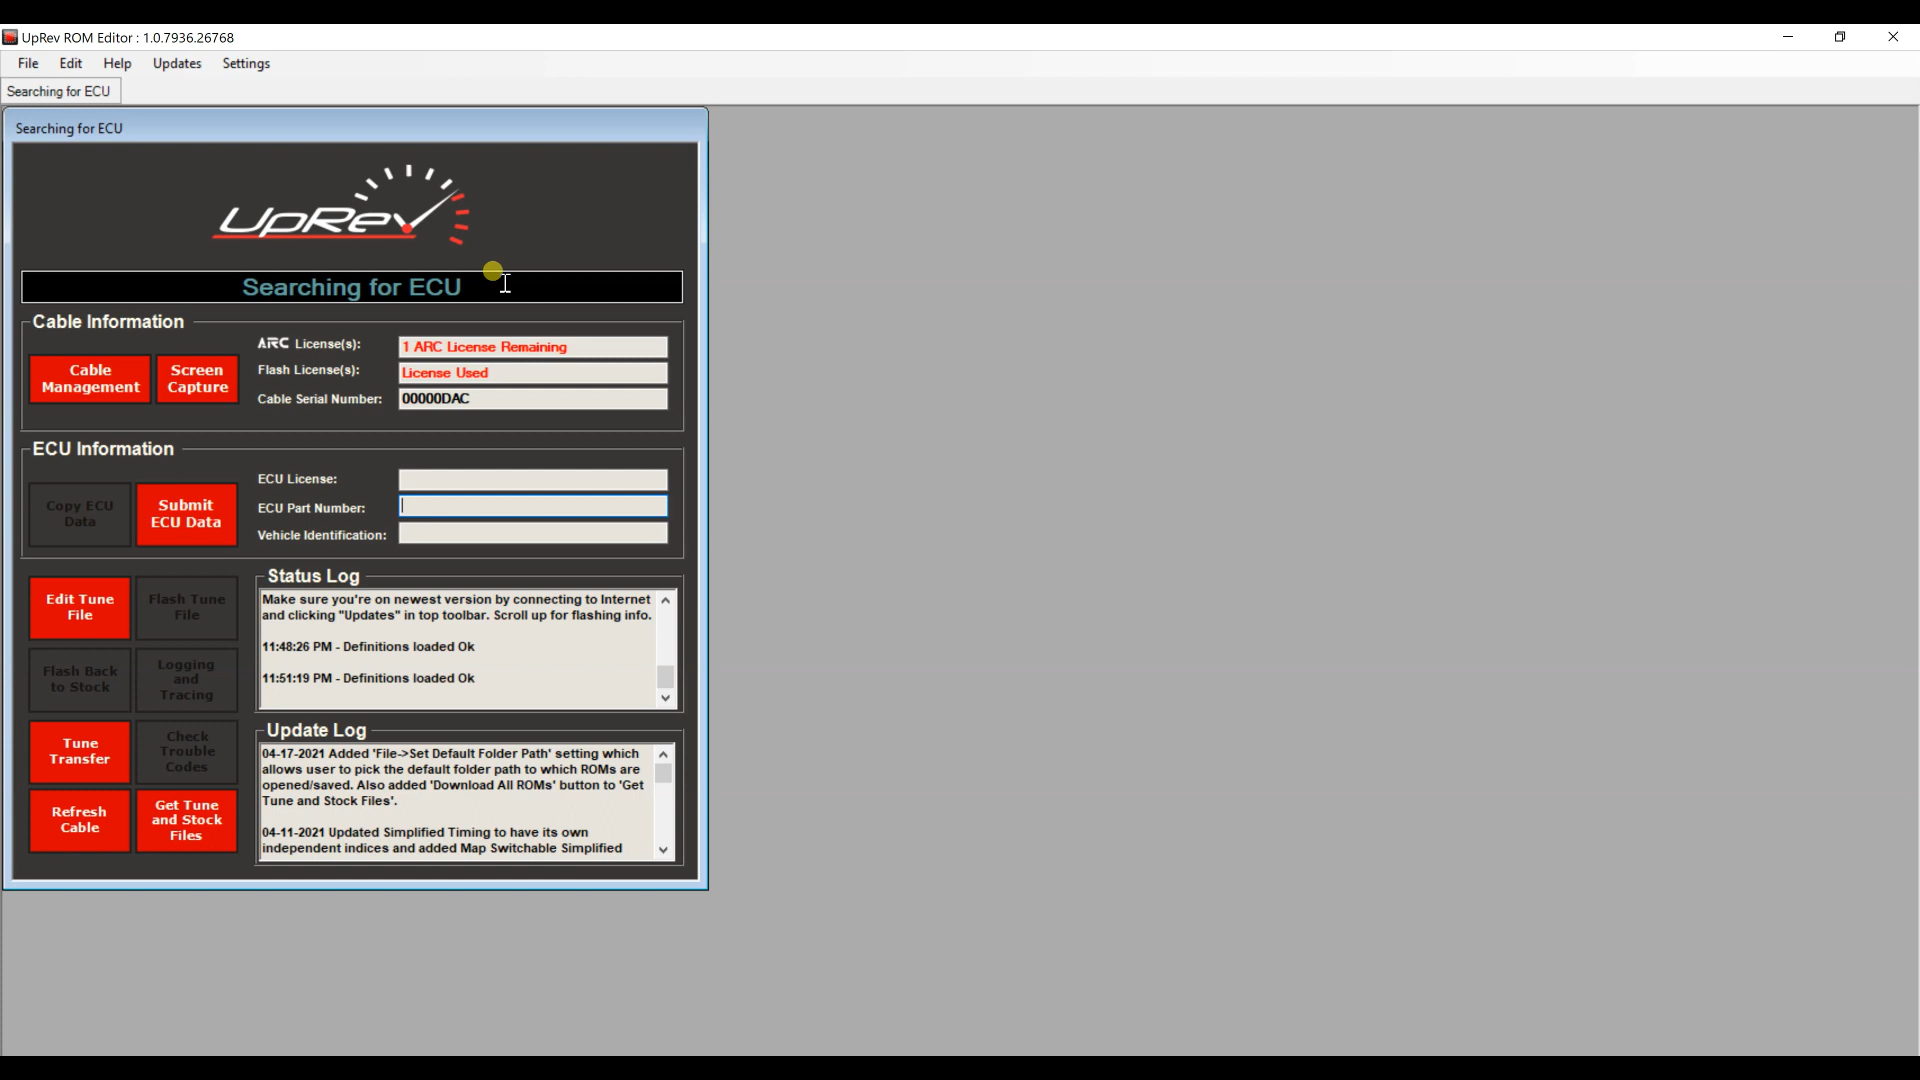 UpRev ROM Editor : 1.0.7936.26768
File Edit Help Updates Settings
Searching for ECU
Searching for ECU
UpRev
Searching for ECU
Cable Information
Cable
Management
Screen
Capture
ARC License(s):
1 ARC License Remaining
Flash License(s):
License Used
Cable Serial Number:
00000DAC
ECU Information
Copy ECU
Data
Submit
ECU Data
ECU License:
ECU Part Number:
Vehicle Identification:
Edit Tune
File
Flash Tune
File
Flash Back
to Stock
Logging
and
Tracing
Tune
Transfer
Check
Trouble
Codes
Refresh
Cable
Get Tune
and Stock
Files
Status Log
Make sure you're on newest version by connecting to Internet
and clicking "Updates" in top toolbar. Scroll up for flashing info.
11:48:26 PM - Definitions loaded Ok
11:51:19 PM - Definitions loaded Ok
Update Log
04-17-2021 Added 'File->Set Default Folder Path' setting which
allows user to pick the default folder path to which ROMs are
opened/saved. Also added 'Download All ROMs' button to 'Get
Tune and Stock Files'.
04-11-2021 Updated Simplified Timing to have its own
independent indices and added Map Switchable Simplified